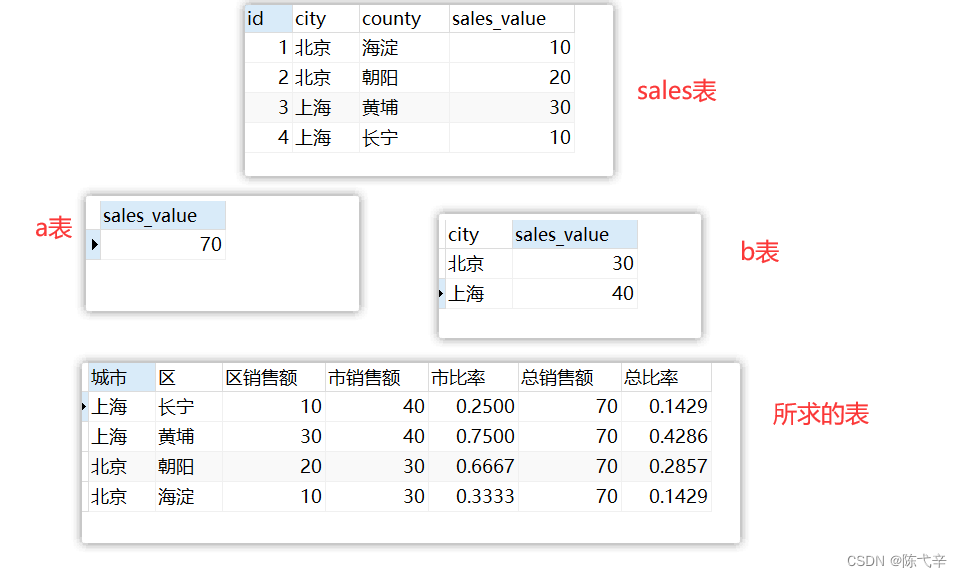 id city county sales_value
1 北京 海淀 10
2 北京 朝阳 20
3 上海 黄埔 30
4 上海 长宁 10
sales表
a表
sales_value
70
city sales_value
北京 30
上海 40
b表
城市 区 区销售额 市销售额 市比率 总销售额 总比率
上海 长宁 10 40 0.2500 70 0.1429
上海 黄埔 30 40 0.7500 70 0.4286
北京 朝阳 20 30 0.6667 70 0.2857
北京 海淀 10 30 0.3333 70 0.1429
所求的表
CSDN @陈弋辛